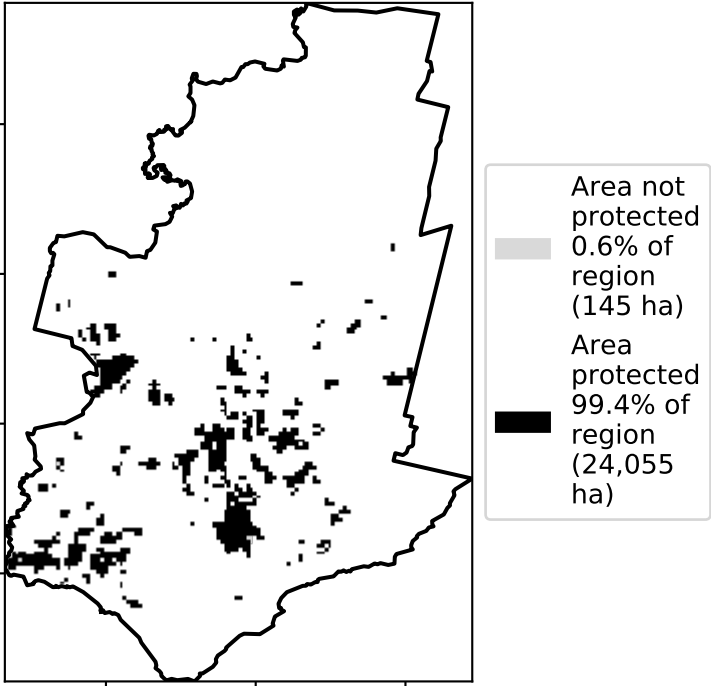 Area not
protected
0.6% of
region
(145 ha)
Area
protected
99.4% of
region
(24,055
ha)